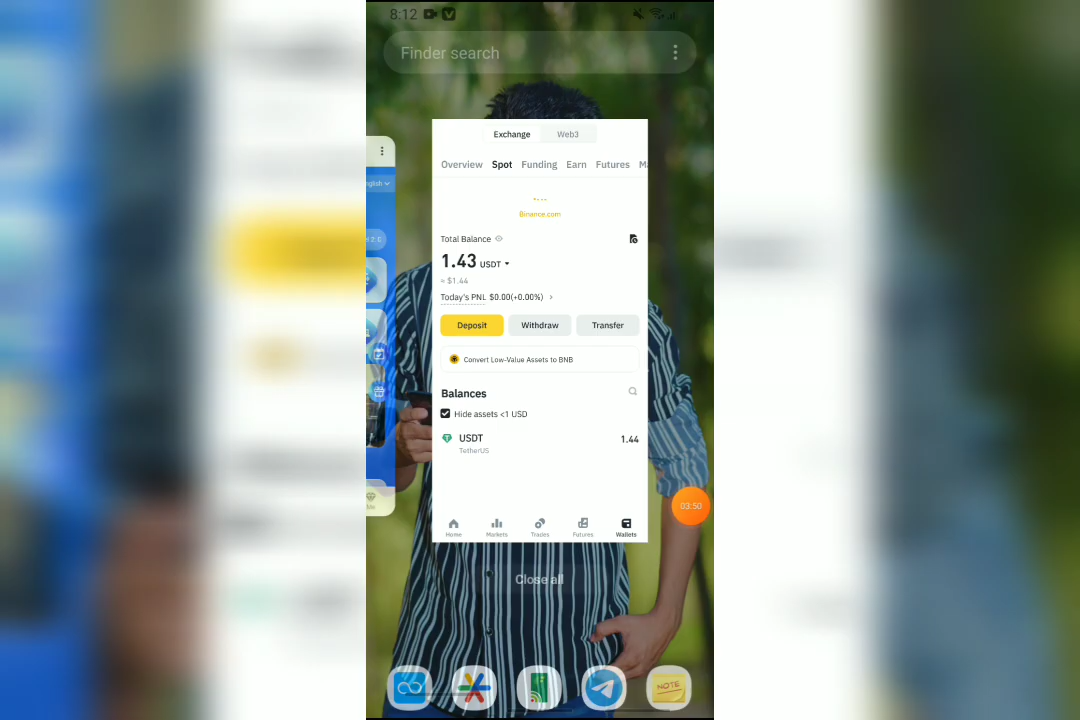 8:12
Finder search
Exchange Web3
Overview Spot Funding Earn Futures
Binance.com
Total Balance
1.43 USDT
≈ $1.44
Today's PNL $0.00(+0.00%) >
Deposit Withdraw Transfer
Convert Low-Value Assets to BNB
Balances
Hide assets <1 USD
USDT 1.44
TetherUS
03:50
Home Markets Trades Futures Wallets
Close all
NOTE